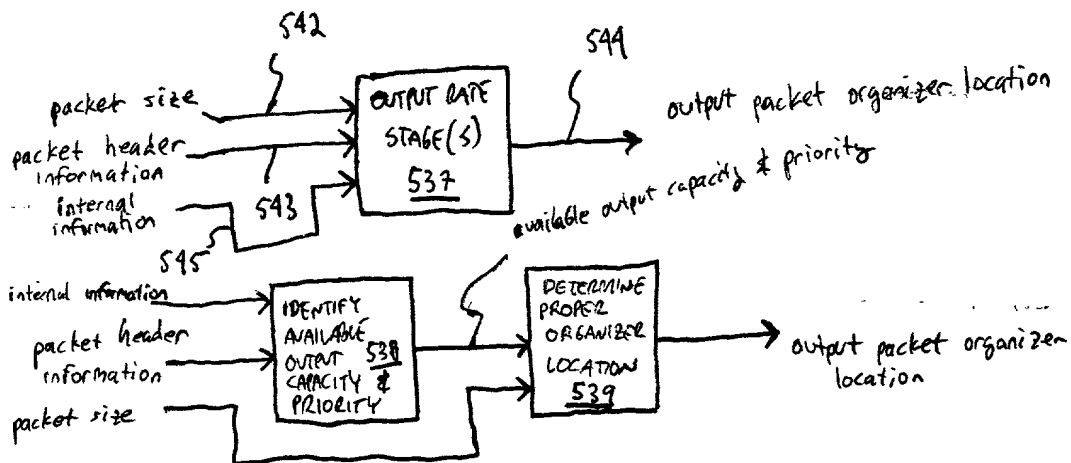 542
544
packet size
OUTPUT RATE
output packet organizer location
packet header
information
STAGE(S)
537
internal
information
543
545
available output capacity & priority
internal information
IDENTIFY
AVAILABLE
OUTPUT 538
CAPACITY &
PRIORITY
DETERMINE
PROPER
ORGANIZER
LOCATION
539
packet header
information
output packet organizer
location
packet size